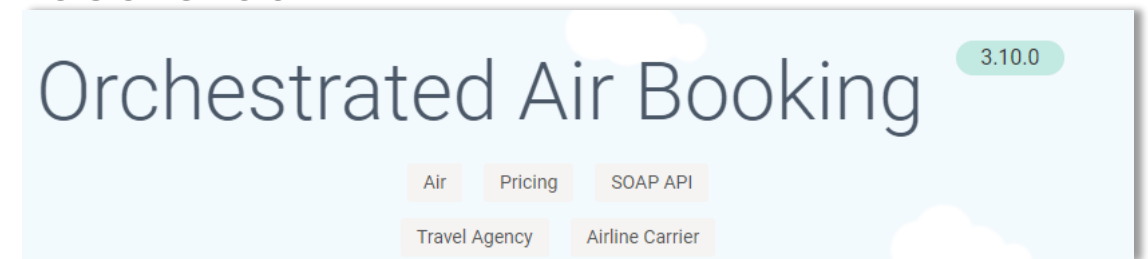 Orchestrated Air Booking 3.10.0
Air Pricing SOAP API
Travel Agency Airline Carrier